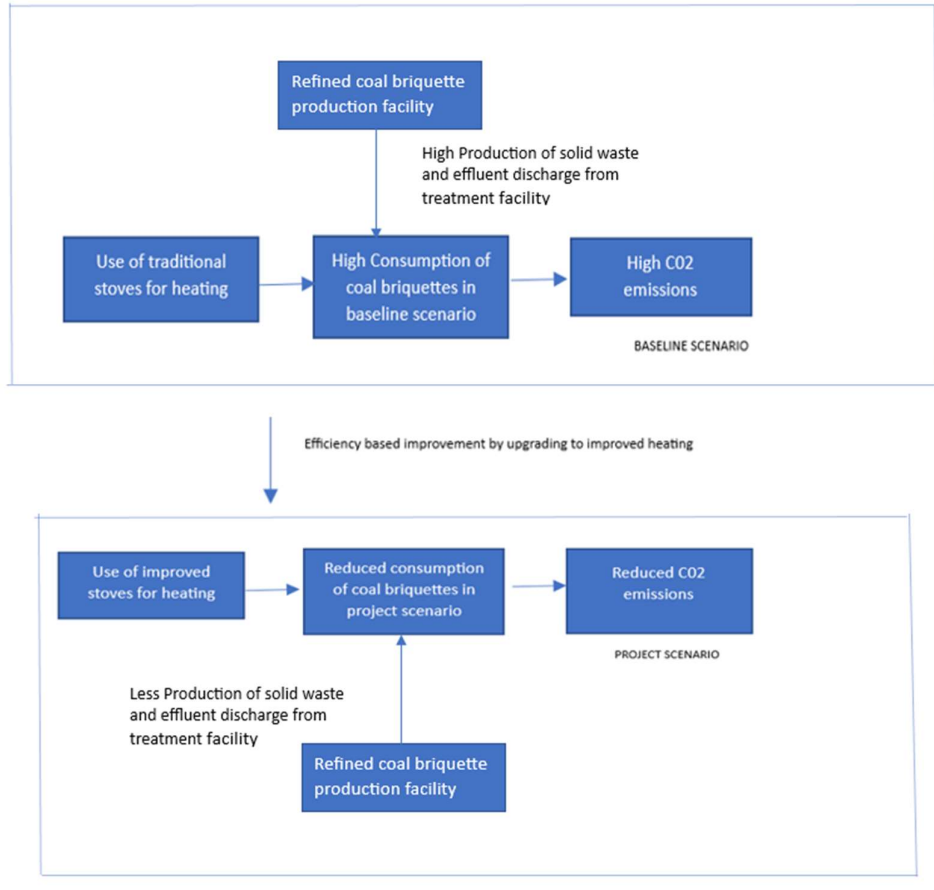 Refined coal briquette
production facility
High Production of solid waste
and effluent discharge from
treatment facility
Use of traditional
stoves for heating
High Consumption of
coal briquettes in
baseline scenario
High C02
emissions
BASELINE SCENARIO
Efficiency based improvement by upgrading to improved heating
Use of improved
stoves for heating
Reduced consumption
of coal briquettes in
project scenario
Reduced C02
emissions
PROJECT SCENARIO
Less Production of solid waste
and effluent discharge from
treatment facility
Refined coal briquette
production facility